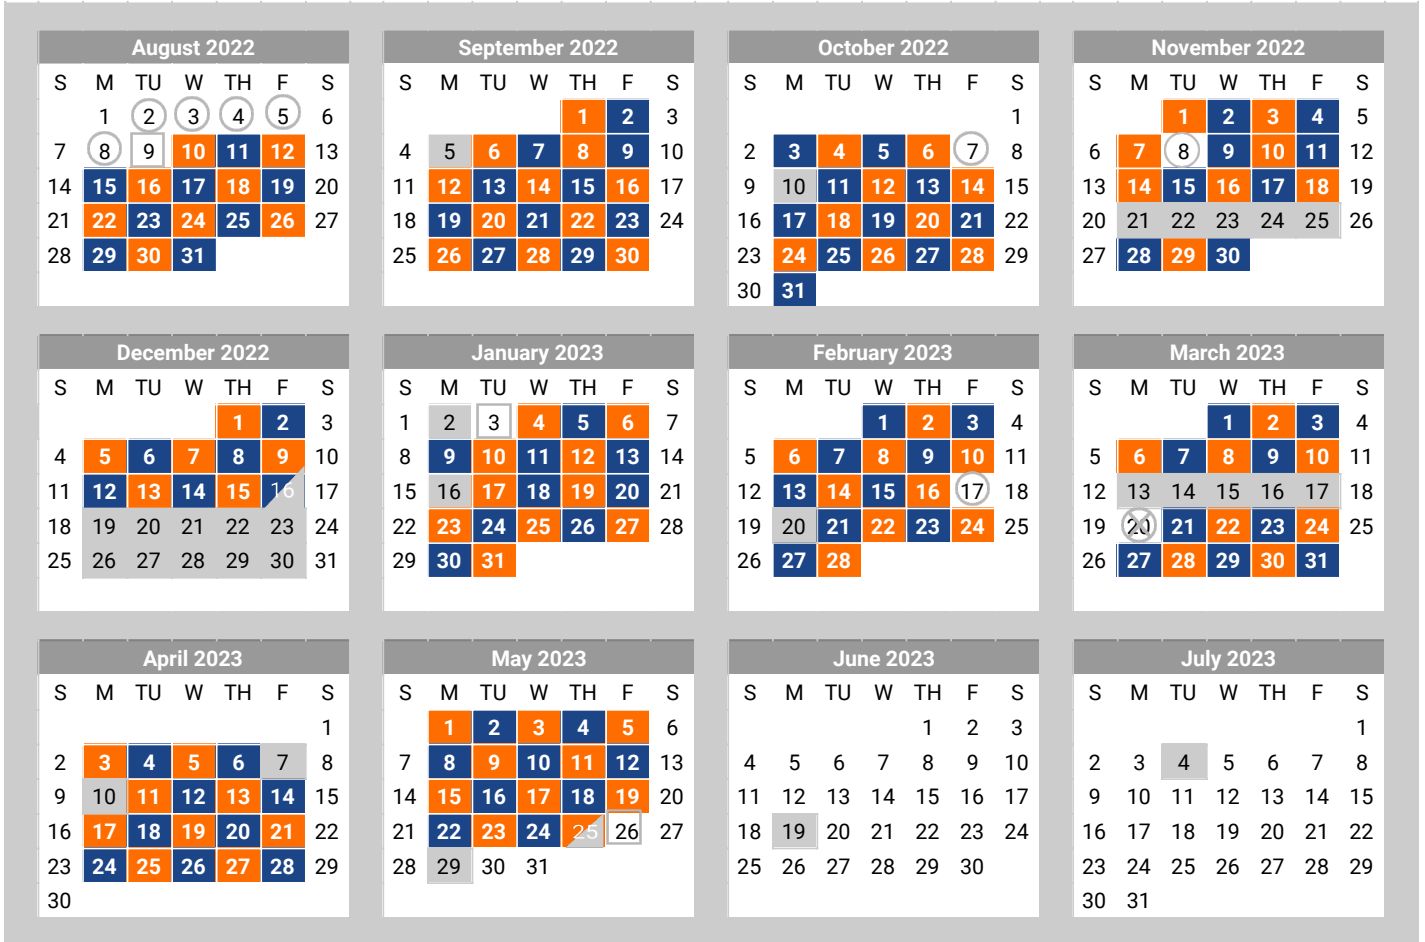 August 2022
S M TU W TH F S
1 2 3 4 5 6
7 8 9 10 11 12 13
14 15 16 17 18 19 20
21 22 23 24 25 26 27
28 29 30 31
September 2022
S M TU W TH F S
1 2 3
4 5 6 7 8 9 10
11 12 13 14 15 16 17
18 19 20 21 22 23 24
25 26 27 28 29 30
October 2022
S M TU W TH F S
1
2 3 4 5 6 7 8
9 10 11 12 13 14 15
16 17 18 19 20 21 22
23 24 25 26 27 28 29
30 31
November 2022
S M TU W TH F S
1 2 3 4 5
6 7 8 9 10 11 12
13 14 15 16 17 18 19
20 21 22 23 24 25 26
27 28 29 30
December 2022
S M TU W TH F S
1 2 3
4 5 6 7 8 9 10
11 12 13 14 15 16 17
18 19 20 21 22 23 24
25 26 27 28 29 30 31
January 2023
S M TU W TH F S
1 2 3 4 5 6 7
8 9 10 11 12 13 14
15 16 17 18 19 20 21
22 23 24 25 26 27 28
29 30 31
February 2023
S M TU W TH F S
1 2 3 4
5 6 7 8 9 10 11
12 13 14 15 16 17 18
19 20 21 22 23 24 25
26 27 28
March 2023
S M TU W TH F S
1 2 3 4
5 6 7 8 9 10 11
12 13 14 15 16 17 18
19 20 21 22 23 24 25
26 27 28 29 30 31
April 2023
S M TU W TH F S
1
2 3 4 5 6 7 8
9 10 11 12 13 14 15
16 17 18 19 20 21 22
23 24 25 26 27 28 29
30
May 2023
S M TU W TH F S
1 2 3 4 5 6
7 8 9 10 11 12 13
14 15 16 17 18 19 20
21 22 23 24 25 26 27
28 29 30 31
June 2023
S M TU W TH F S
1 2 3
4 5 6 7 8 9 10
11 12 13 14 15 16 17
18 19 20 21 22 23 24
25 26 27 28 29 30
July 2023
S M TU W TH F S
1
2 3 4 5 6 7 8
9 10 11 12 13 14 15
16 17 18 19 20 21 22
23 24 25 26 27 28 29
30 31